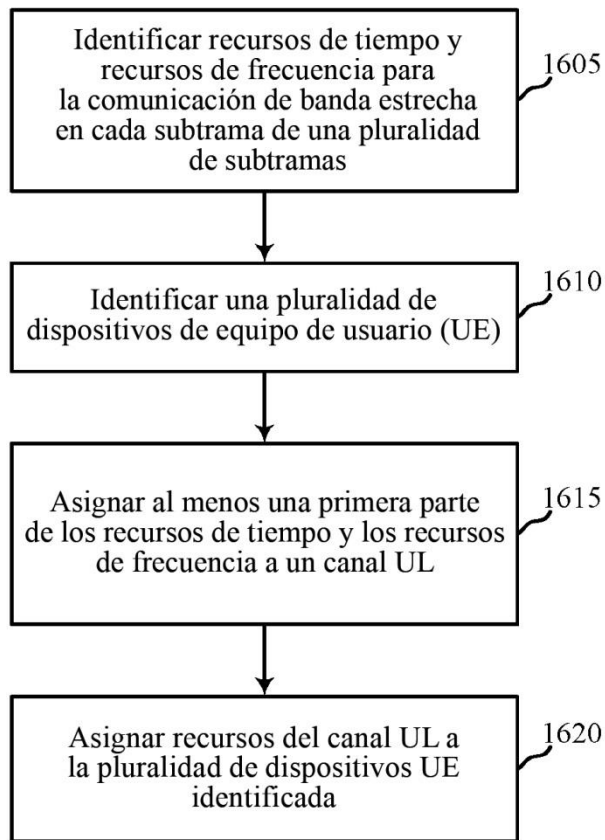 Identificar recursos de tiempo y
recursos de frecuencia para
la comunicación de banda estrecha
en cada subtrama de una pluralidad
de subtramas
1605
Identificar una pluralidad de
dispositivos de equipo de usuario (UE)
1610
Asignar al menos una primera parte
de los recursos de tiempo y los recursos
de frecuencia a un canal UL
1615
Asignar recursos del canal UL a
la pluralidad de dispositivos UE
identificada
1620